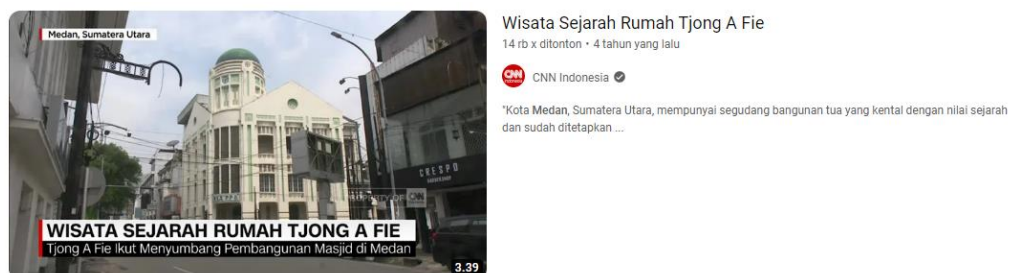 Medan, Sumatera Utara
CRESPO
WISATA SEJARAH RUMAH TJONG A FIE
Tjong A Fie Ikut Menyumbang Pembangunan Masjid di Medan
3.39
Wisata Sejarah Rumah Tjong A Fie
14 rb x ditonton • 4 tahun yang lalu
CNN Indonesia
"Kota Medan, Sumatera Utara, mempunyai segudang bangunan tua yang kental dengan nilai sejarah
dan sudah ditetapkan ...